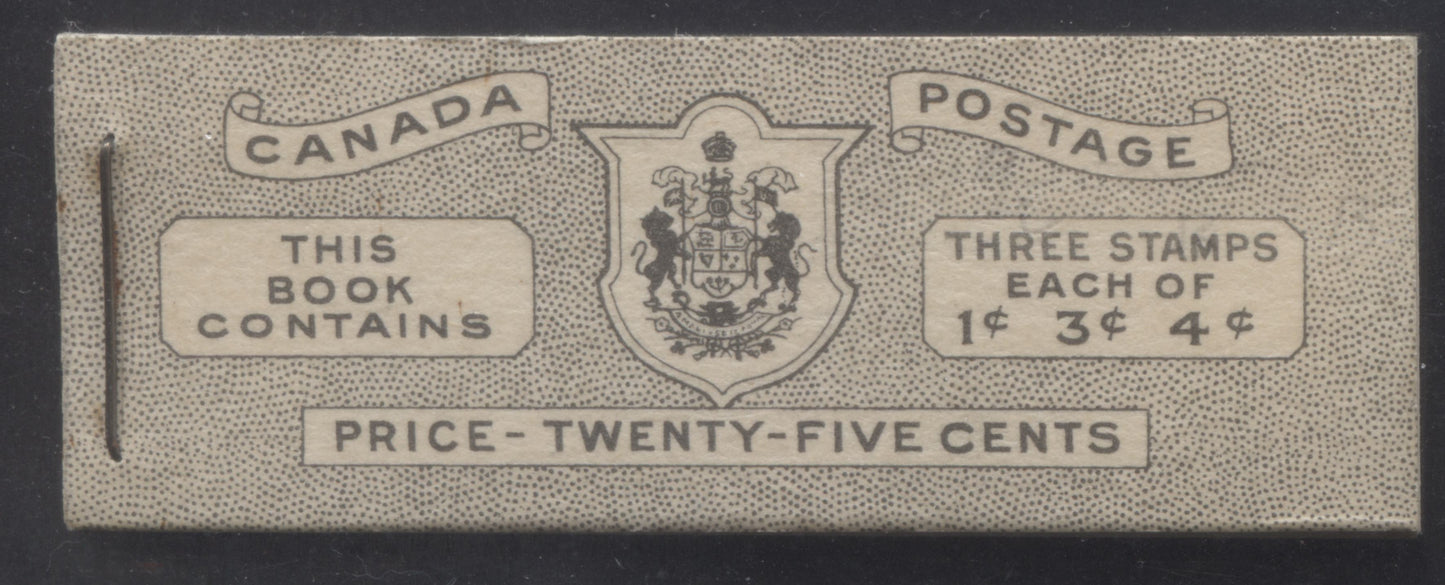 CANADA
POSTAGE
THIS
BOOK
CONTAINS
THREE STAMPS
EACH OF
1¢ 3¢ 4¢
PRICE - TWENTY-FIVE CENTS